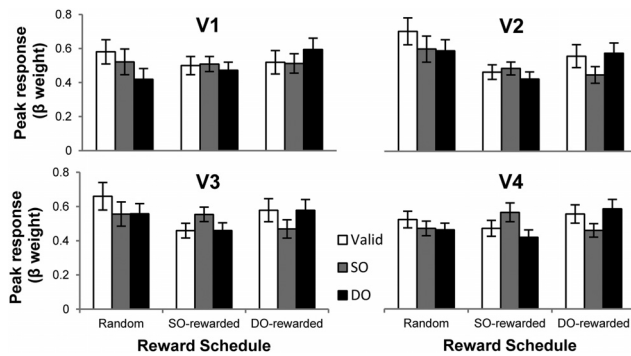 V1
V2
Peak response
(β weight)
0.8
0.6
0.4
0.2
0
V3
V4
Peak response
(β weight)
0.8
0.6
0.4
0.2
0
Valid
SO
DO
Random SO-rewarded DO-rewarded
Random SO-rewarded DO-rewarded
Reward Schedule
Reward Schedule